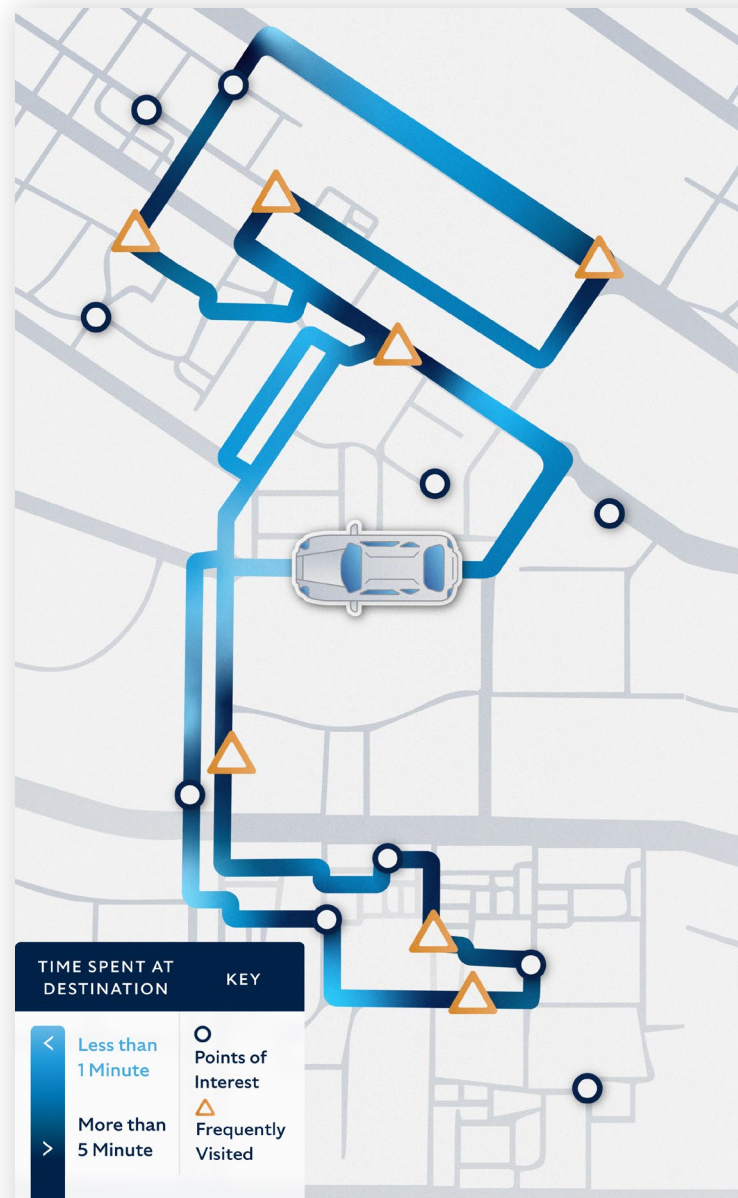 TIME SPENT AT
DESTINATION
KEY
<
Less than
1 Minute
>
More than
5 Minute
Points of
Interest
Frequently
Visited